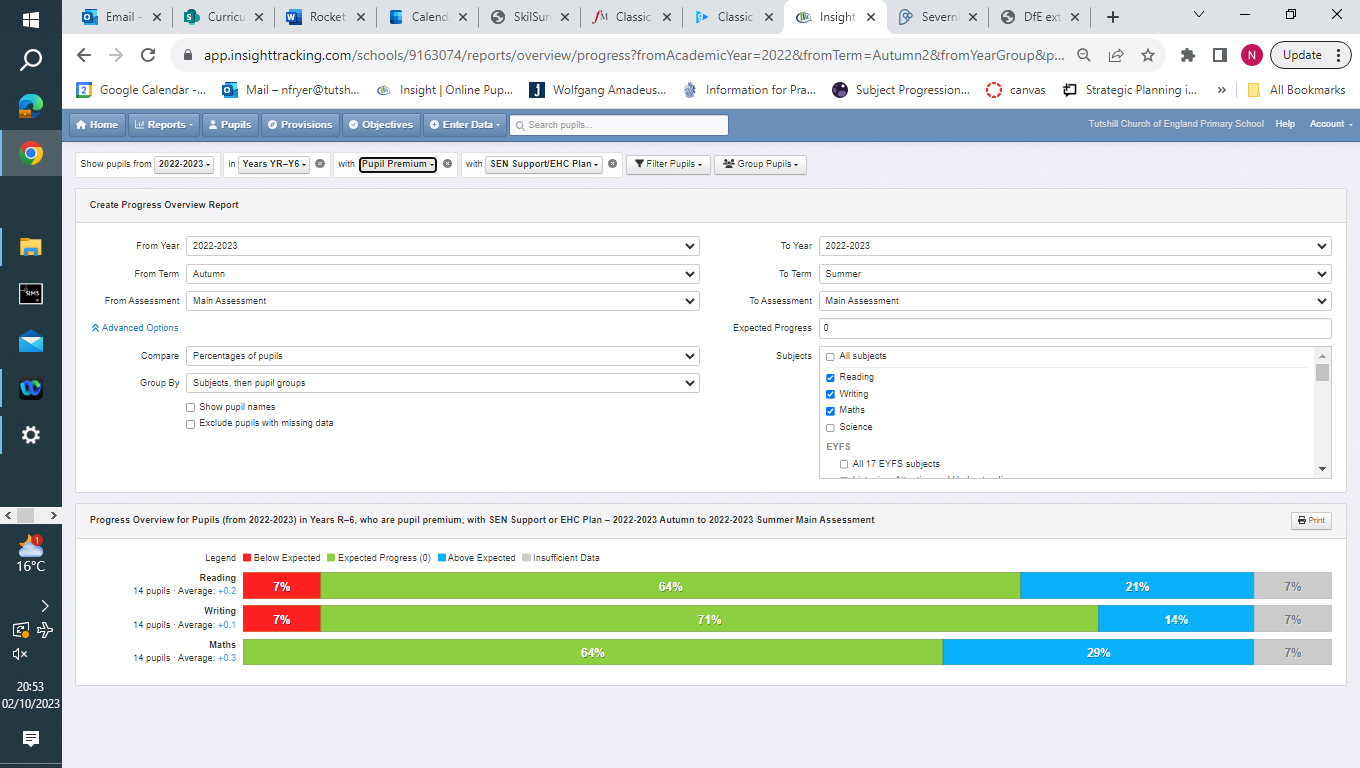 Email - Curricu Rocket Calend SkilSur Classic Classic Insight Severnl DfE ext
app.insighttracking.com/schools/9163074/reports/overview/progress?fromAcademicYear=2022&fromTerm=Autumn2&fromYearGroup&p... N Update
Google Calendar -... Mail – nfryer@tutsh... Insight | Online Pup... Wolfgang Amadeus... Information for Pra... Subject Progression... canvas Strategic Planning i... » All Bookmarks
Home Reports Pupils Provisions Objectives Enter Data Search pupils... Tutshill Church of England Primary School Help Account
Show pupils from 2022-2023 in Years YR–Y6 with Pupil Premium with SEN Support/EHC Plan Filter Pupils Group Pupils
Create Progress Overview Report
From Year 2022-2023 To Year 2022-2023
From Term Autumn To Term Summer
From Assessment Main Assessment To Assessment Main Assessment
Advanced Options Expected Progress 0
Compare Percentages of pupils Subjects All subjects
Reading
Group By Subjects, then pupil groups
Writing
Show pupil names Maths
Exclude pupils with missing data Science
EYFS
All 17 EYFS subjects
Progress Overview for Pupils (from 2022-2023) in Years R–6, who are pupil premium, with SEN Support or EHC Plan – 2022-2023 Autumn to 2022-2023 Summer Main Assessment Print
Legend Below Expected Expected Progress (0) Above Expected Insufficient Data
Reading
14 pupils · Average: +0.2 7% 64% 21% 7%
Writing
14 pupils · Average: +0.1 7% 71% 14% 7%
Maths
14 pupils · Average: +0.3 64% 29% 7%
SIMS
1
16°C
20:53
02/10/2023